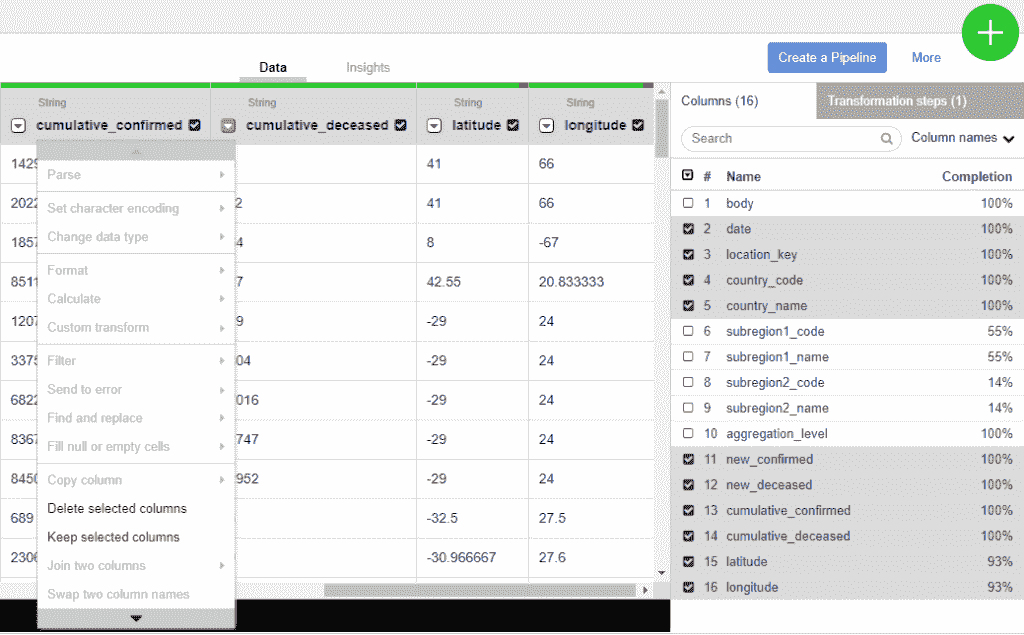 Create a Pipeline
More
Data
Insights
String
cumulative_confirmed
String
cumulative_deceased
String
latitude
String
longitude
1429
41
66
2022
2
41
66
1857
4
8
-67
8511
7
42.55
20.833333
1207
9
-29
24
3375
04
-29
24
6822
016
-29
24
8367
747
-29
24
8450
952
-29
24
689
-32.5
27.5
2306
-30.966667
27.6
Parse
Set character encoding
Change data type
Format
Calculate
Custom transform
Filter
Send to error
Find and replace
Fill null or empty cells
Copy column
Delete selected columns
Keep selected columns
Join two columns
Swap two column names
Columns (16)
Transformation steps (1)
Search
Column names
# Name Completion
1 body 100%
2 date 100%
3 location_key 100%
4 country_code 100%
5 country_name 100%
6 subregion1_code 55%
7 subregion1_name 55%
8 subregion2_code 14%
9 subregion2_name 14%
10 aggregation_level 100%
11 new_confirmed 100%
12 new_deceased 100%
13 cumulative_confirmed 100%
14 cumulative_deceased 100%
15 latitude 93%
16 longitude 93%